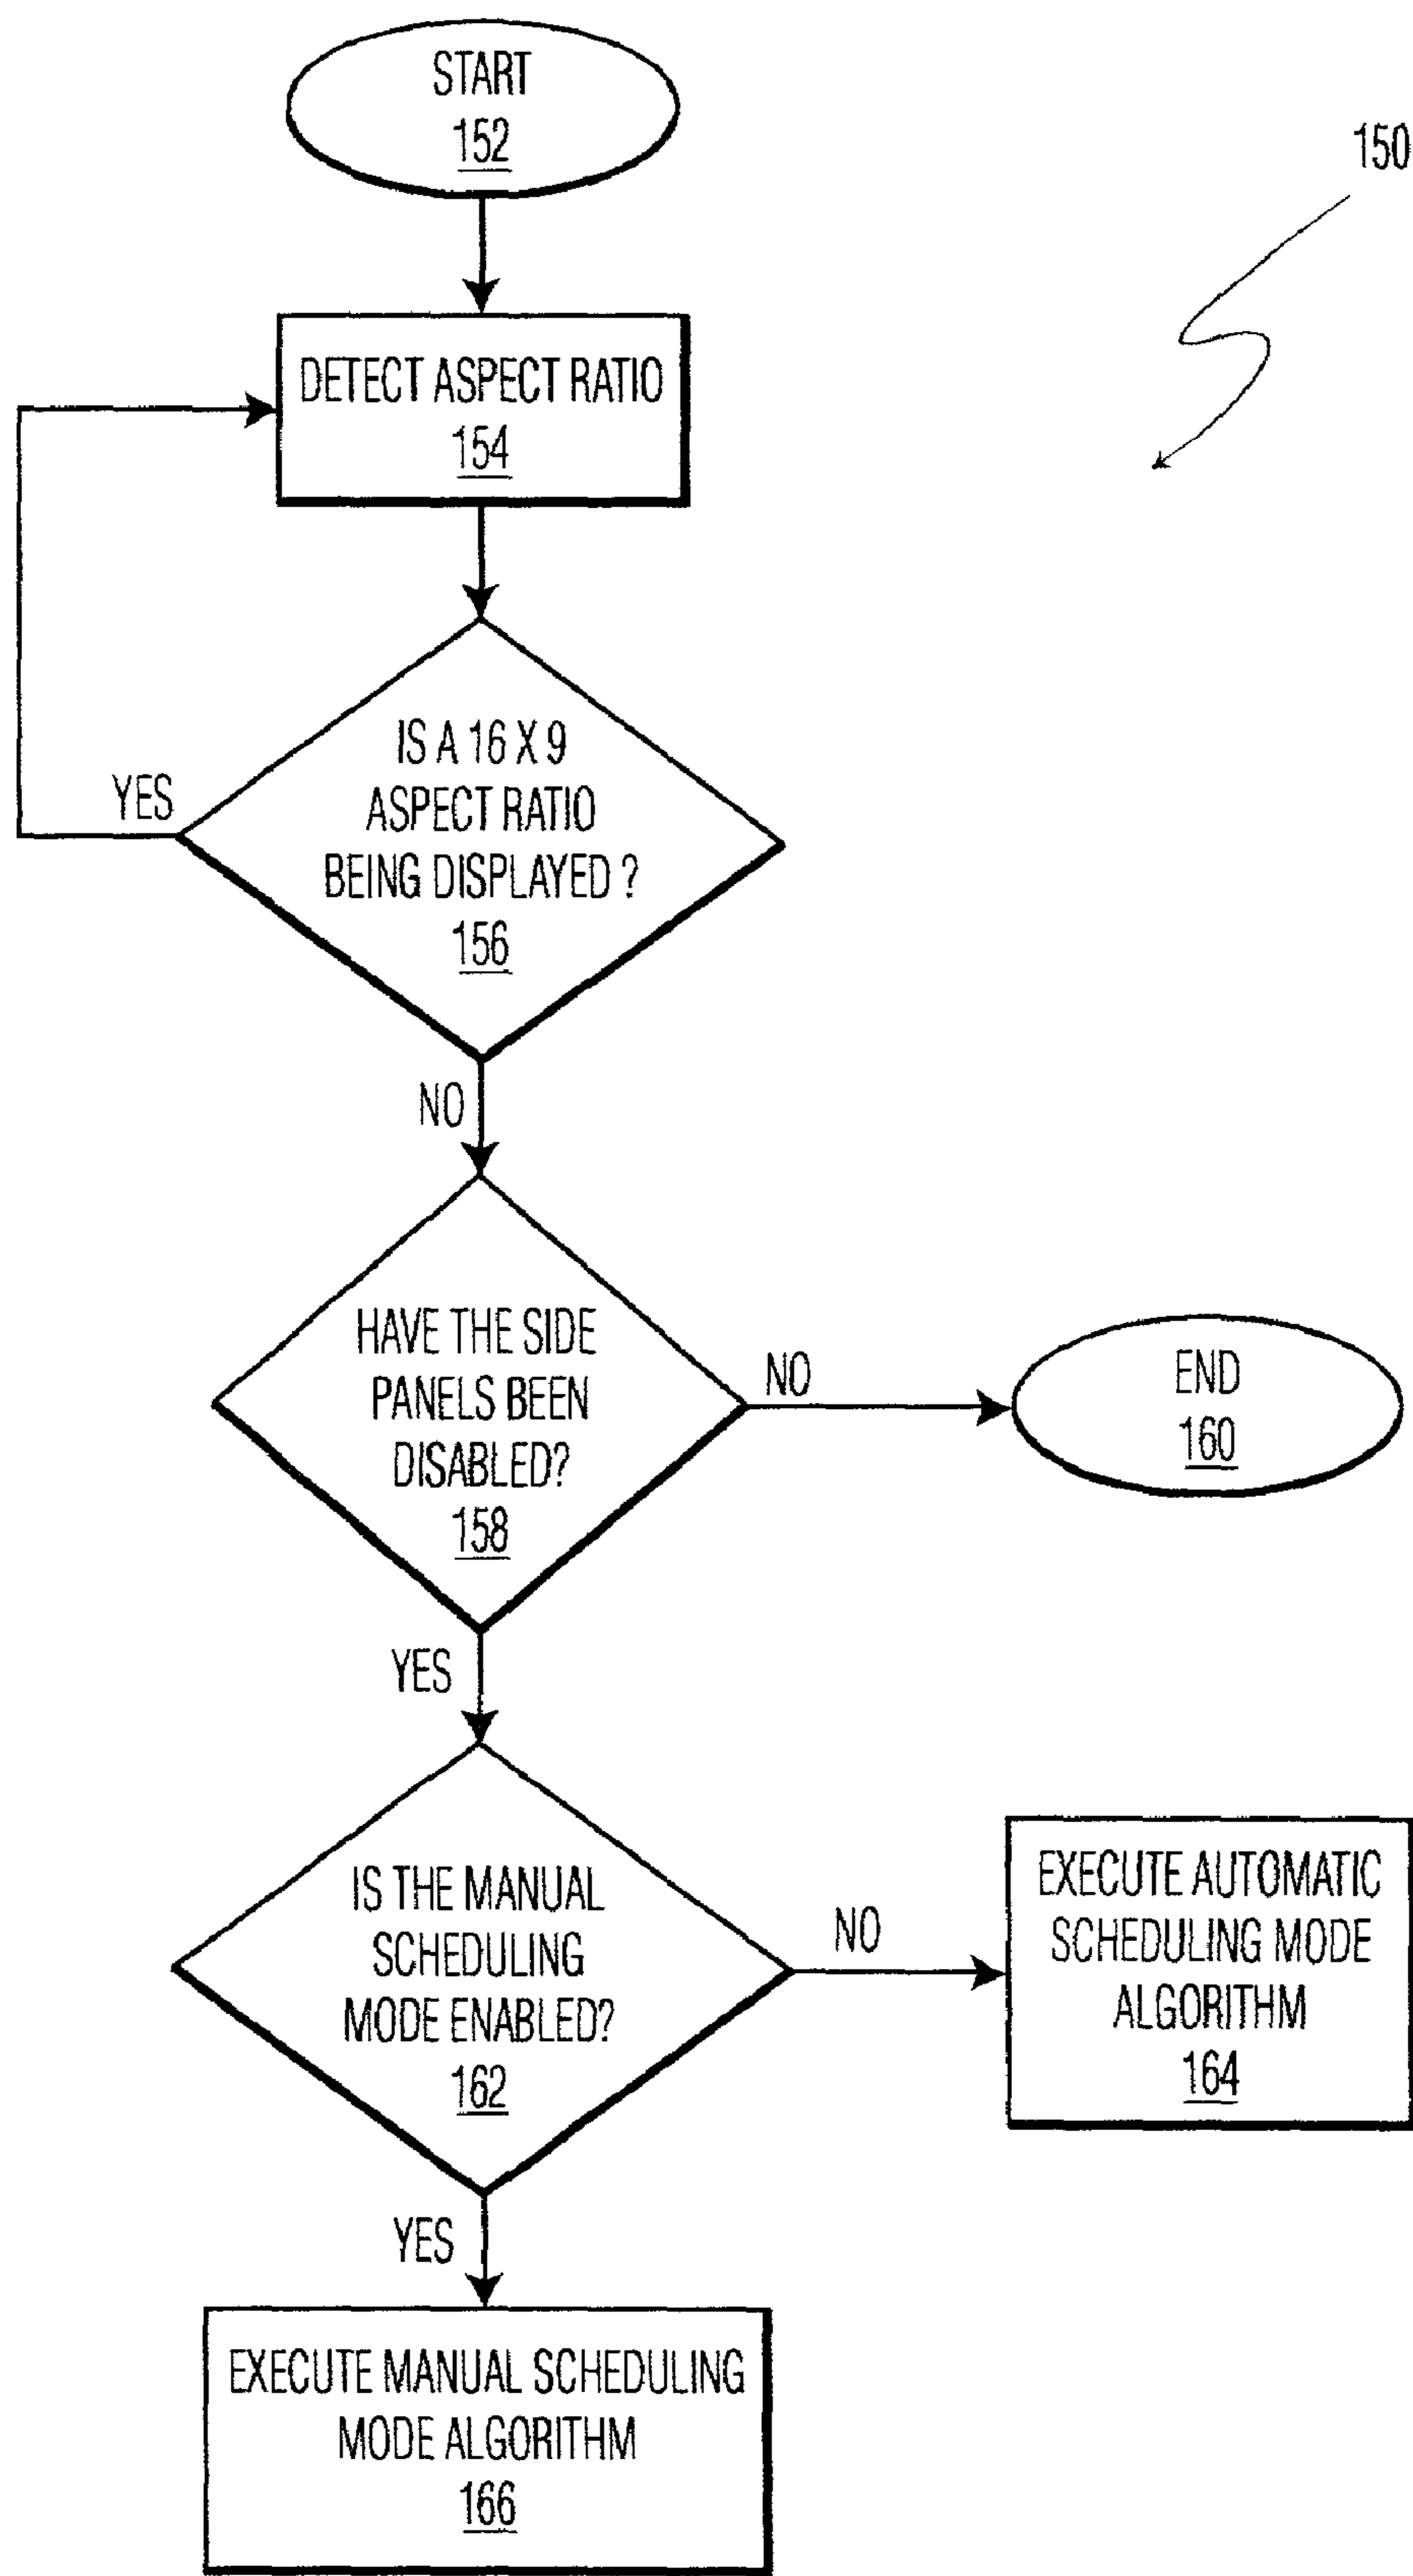 START
152
150
DETECT ASPECT RATIO
154
IS A 16 X 9
ASPECT RATIO
BEING DISPLAYED ?
156
YES
NO
HAVE THE SIDE
PANELS BEEN
DISABLED?
158
NO
END
160
YES
IS THE MANUAL
SCHEDULING
MODE ENABLED?
162
NO
EXECUTE AUTOMATIC
SCHEDULING MODE
ALGORITHM
164
YES
EXECUTE MANUAL SCHEDULING
MODE ALGORITHM
166